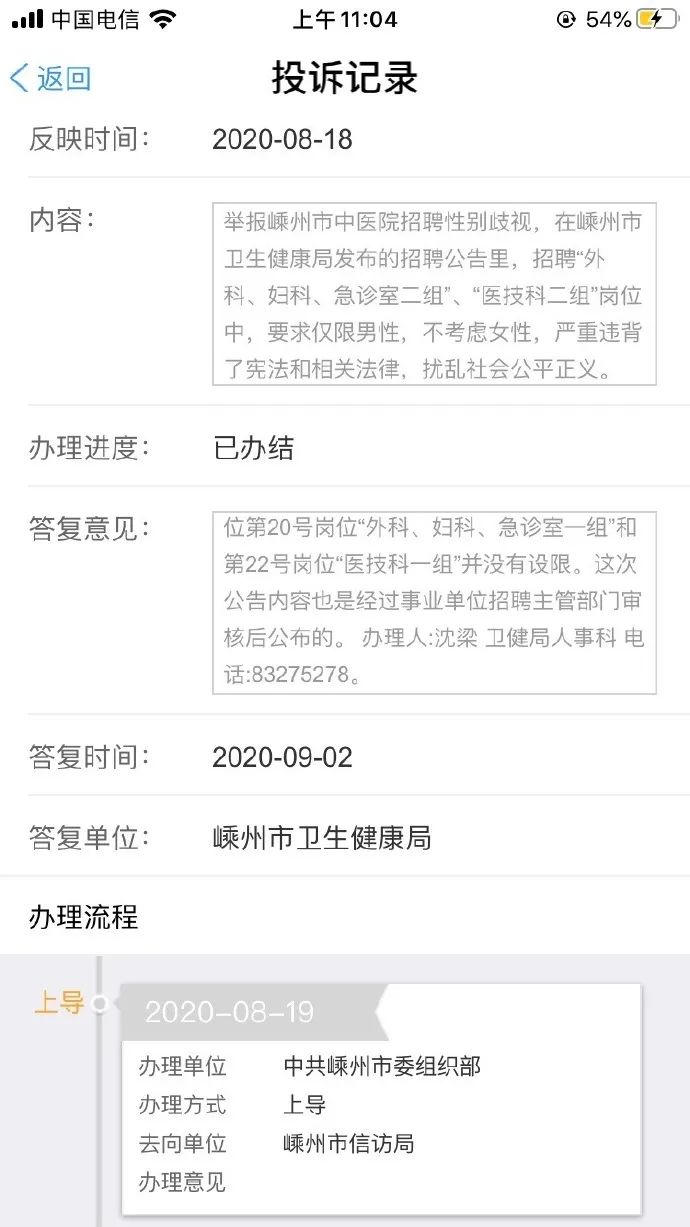 中国电信 上午11:04 54%
返回 投诉记录
反映时间： 2020-08-18
内容： 举报嵊州市中医院招聘性别歧视，在嵊州市
卫生健康局发布的招聘公告里，招聘“外
科、妇科、急诊室二组”、“医技科二组”岗位
中，要求仅限男性，不考虑女性，严重违背
了宪法和相关法律，扰乱社会公平正义。
办理进度： 已办结
答复意见： 位第20号岗位“外科、妇科、急诊室一组”和
第22号岗位“医技科一组”并没有设限。这次
公告内容也是经过事业单位招聘主管部门审
核后公布的。 办理人:沈梁 卫健局人事科 电
话:83275278。
答复时间： 2020-09-02
答复单位： 嵊州市卫生健康局
办理流程
上导 2020-08-19
办理单位 中共嵊州市委组织部
办理方式 上导
去向单位 嵊州市信访局
办理意见